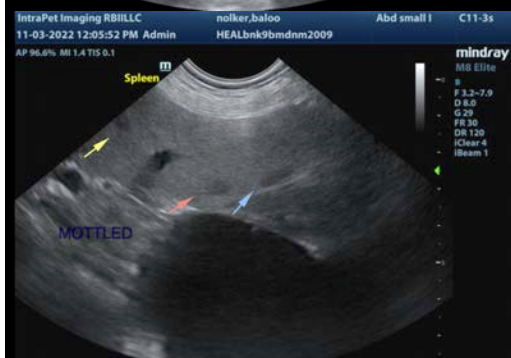 IntraPet Imaging RBIILLC nolker,baloo Abd small I C11-3s
11-03-2022 12:05:52 PM Admin HEALbnk9bmdnm2009
AP 96.6% MI 1.4 TIS 0.1
mindray
M8 Elite
m
Spleen
B
F 3.2~7.9
D 8.0
G 29
FR 30
DR 120
iClear 4
iBeam 1
MOTTLED